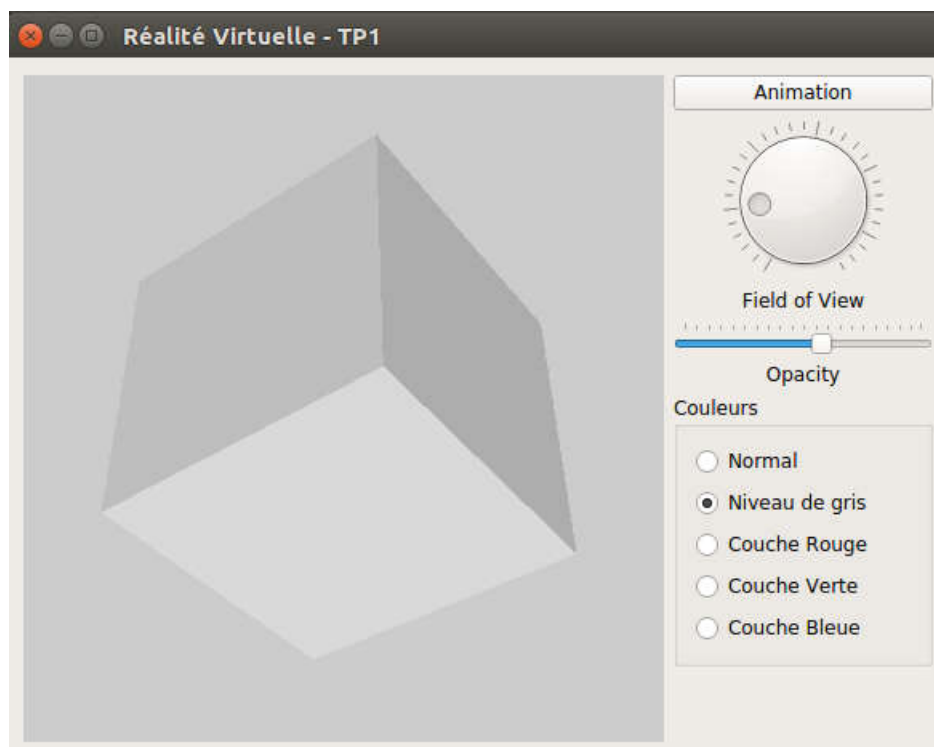 Réalité Virtuelle - TP1
Animation
Field of View
Opacity
Couleurs
Normal
Niveau de gris
Couche Rouge
Couche Verte
Couche Bleue